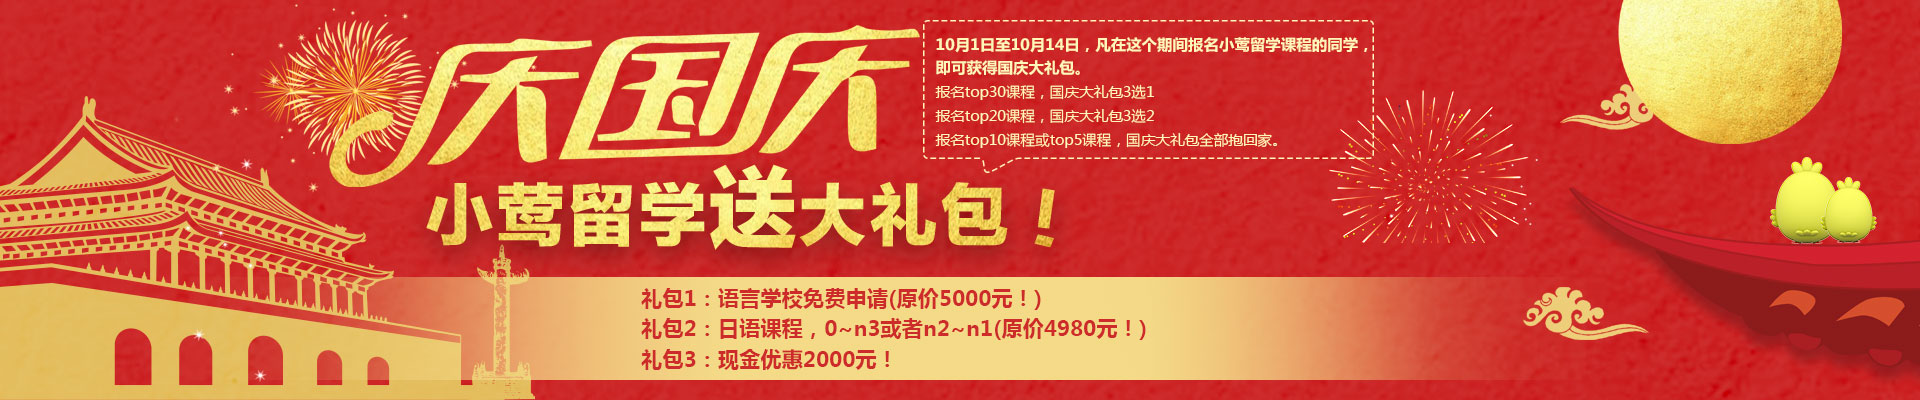 庆国庆
小莺留学送大礼包！
10月1日至10月14日，凡在这个期间报名小莺留学课程的同学，
即可获得国庆大礼包。
报名top30课程，国庆大礼包3选1
报名top20课程，国庆大礼包3选2
报名top10课程或top5课程，国庆大礼包全部抱回家。
礼包1：语言学校免费申请(原价5000元！)
礼包2：日语课程，0~n3或者n2~n1(原价4980元！)
礼包3：现金优惠2000元！